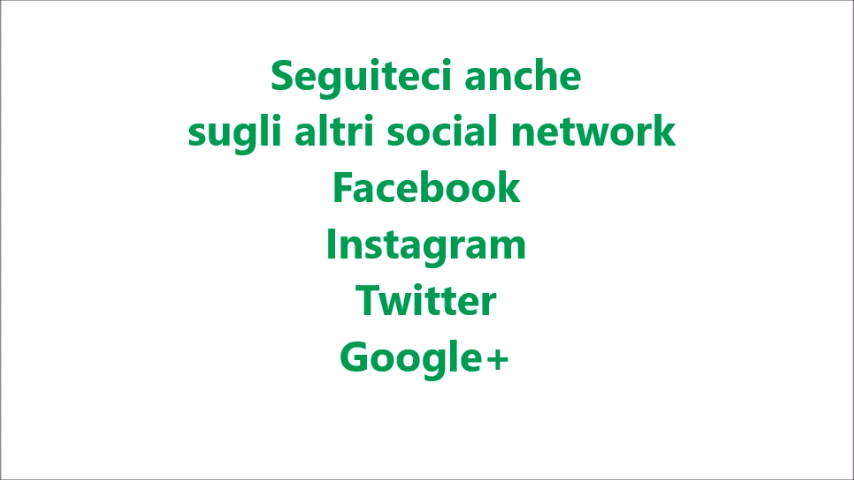 Seguiteci anche
sugli altri social network
Facebook
Instagram
Twitter
Google+